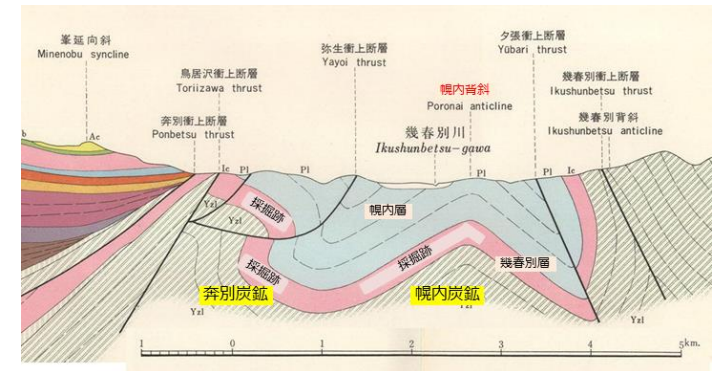 峯延向斜
Minenobu syncline
鳥居沢衝上断層
Toriizawa thrust
奔別衝上断層
Ponbetsu thrust
弥生衝上断層
Yayoi thrust
幌内背斜
Poronai anticline
幾春別川
Ikushunbetsu-gawa
夕張衝上断層
Yūbari thrust
幾春別衝上断層
Ikushunbetsu thrust
幾春別背斜
Ikushunbetsu anticline
b
Ac
Ic
Pl
Pl
Pl
Pl
Pl
Ic
Yzl
Yzl
採掘跡
幌内層
採掘跡
採掘跡
幾春別層
奔別炭鉱
幌内炭鉱
Yzl
Yzl
Yzl
1 0 1 2 3 4 5km.